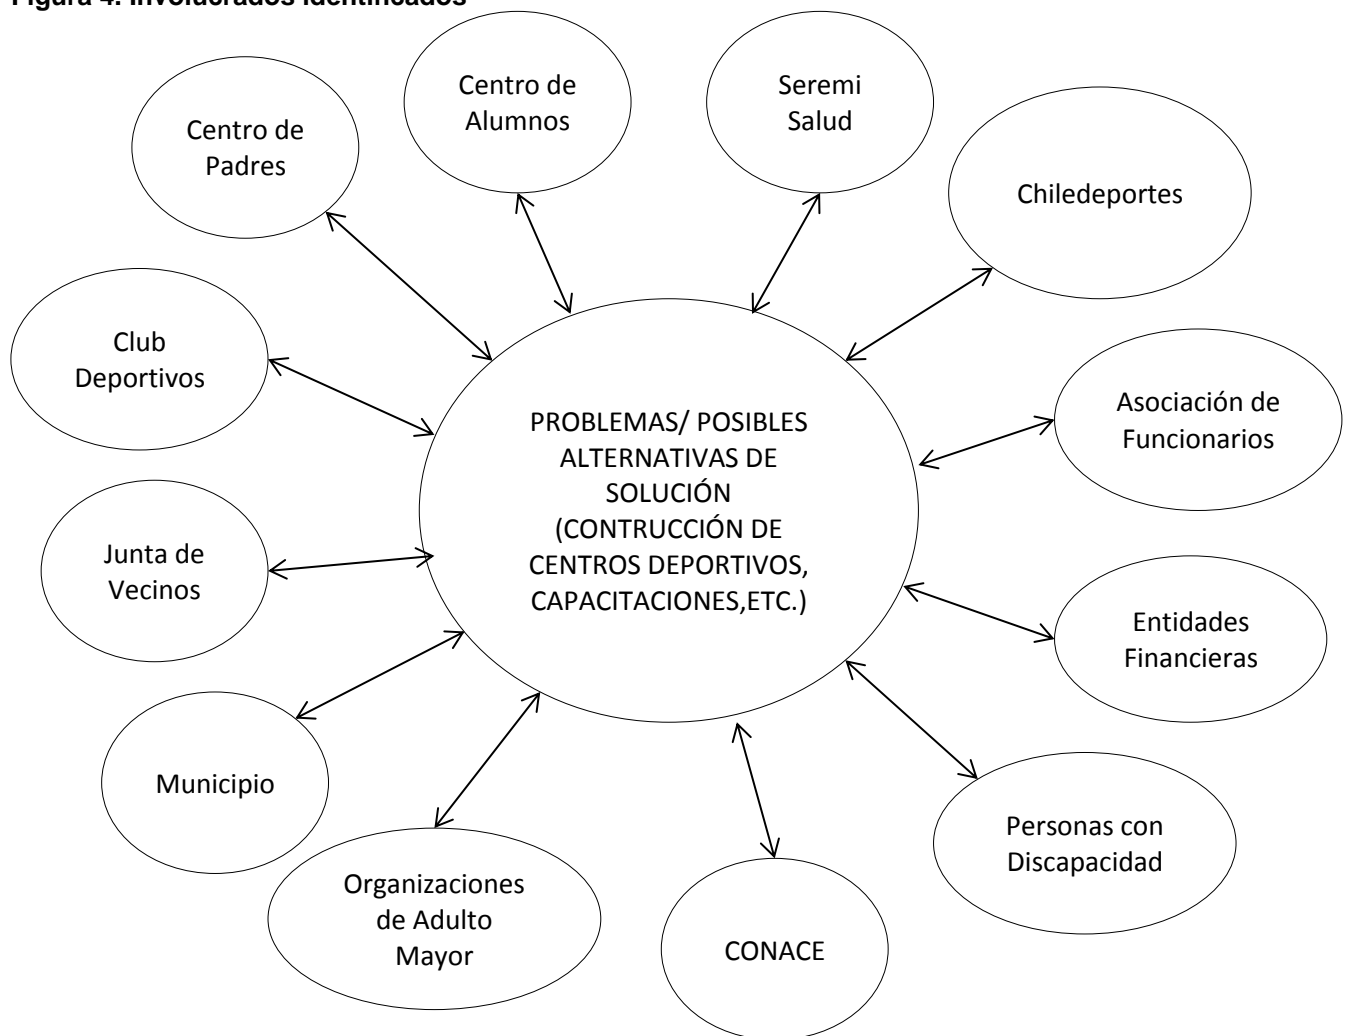 Figura 4. Involucrados identificados
Centro de
Alumnos
Seremi
Salud
Centro de
Padres
Chiledeportes
Club
Deportivos
Asociación de
Funcionarios
PROBLEMAS/ POSIBLES
ALTERNATIVAS DE
SOLUCIÓN
(CONTRUCCIÓN DE
CENTROS DEPORTIVOS,
CAPACITACIONES,ETC.)
Junta de
Vecinos
Entidades
Financieras
Municipio
Personas con
Discapacidad
Organizaciones
de Adulto
Mayor
CONACE